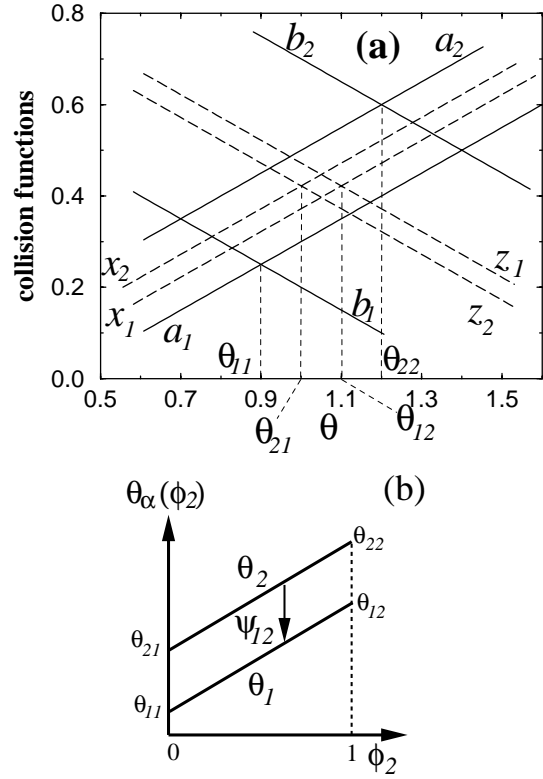 0.8
b₂
(a)
a₂
0.6
collision functions
0.4
x₂
z₁
0.2
x₁
a₁
b₁
z₂
θ₁₁
θ₂₂
0.0
0.5 0.7 0.9 1.1 1.3 1.5
θ₂₁ θ θ₁₂
θα(ϕ₂)
(b)
θ₂₂
θ₂
θ₁₂
θ₂₁
ψ₁₂
θ₁
θ₁₁
0 1 ϕ₂